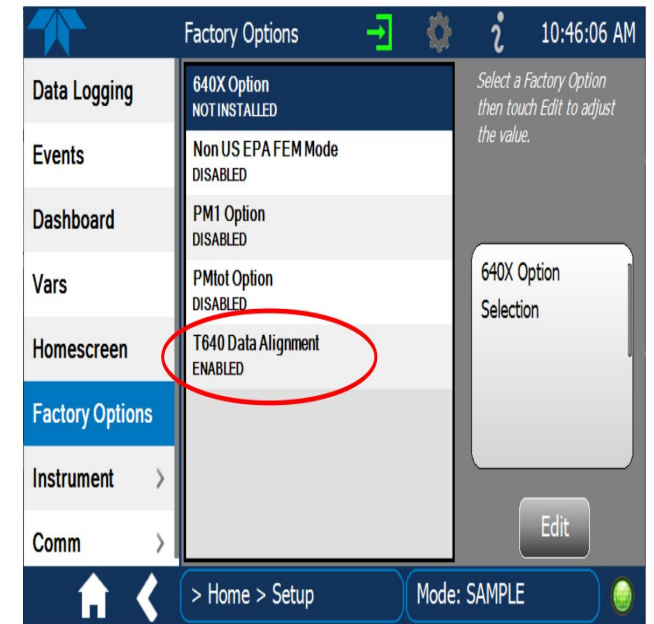 Factory Options
10:46:06 AM
Data Logging
Events
Dashboard
Vars
Homescreen
Factory Options
Instrument >
Comm >
640X Option
NOT INSTALLED
Non US EPA FEM Mode
DISABLED
PM1 Option
DISABLED
PMtot Option
DISABLED
T640 Data Alignment
ENABLED
Select a Factory Option
then touch Edit to adjust
the value.
640X Option
Selection
Edit
> Home > Setup
Mode: SAMPLE